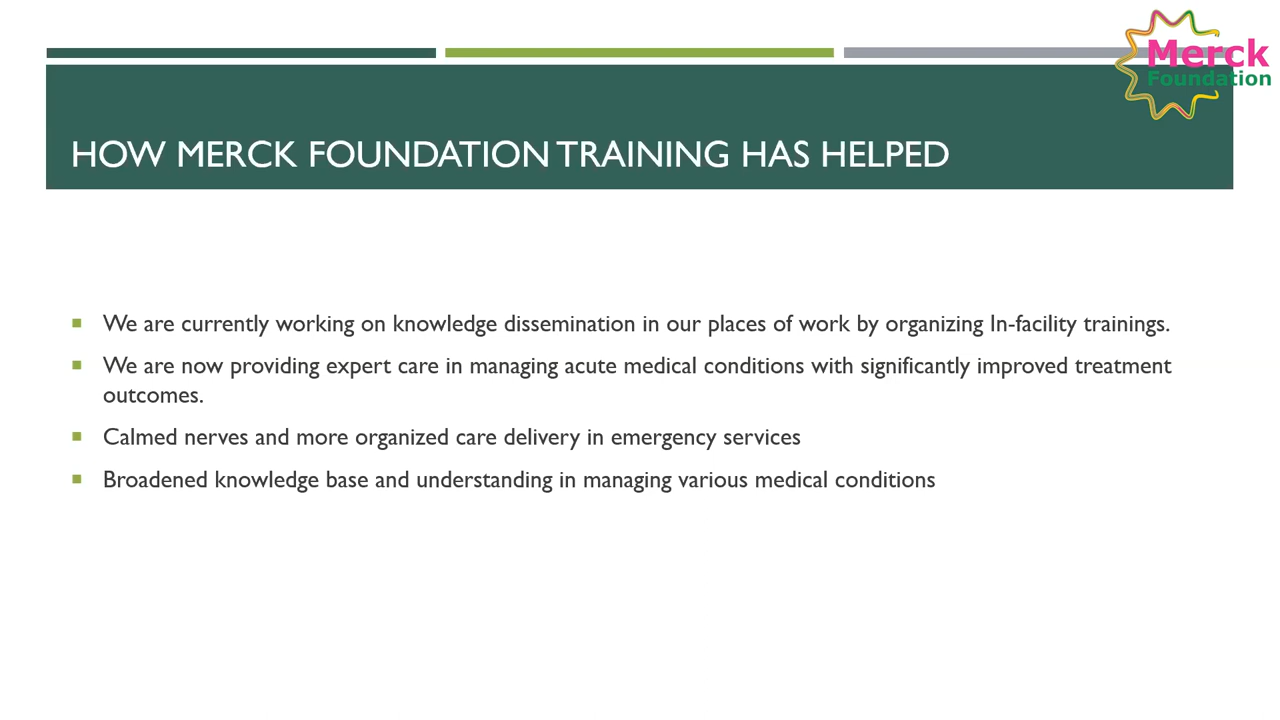 Merck
Foundation
HOW MERCK FOUNDATION TRAINING HAS HELPED
We are currently working on knowledge dissemination in our places of work by organizing In-facility trainings.
We are now providing expert care in managing acute medical conditions with significantly improved treatment
outcomes.
Calmed nerves and more organized care delivery in emergency services
Broadened knowledge base and understanding in managing various medical conditions